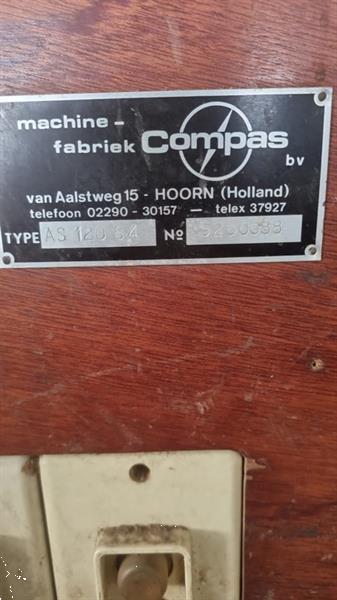 machine-
fabriek Compas
bv
van Aalstweg 15 - HOORN (Holland)
telefoon 02290 - 30157 — telex 37927
TYPE AS 120 S4 No